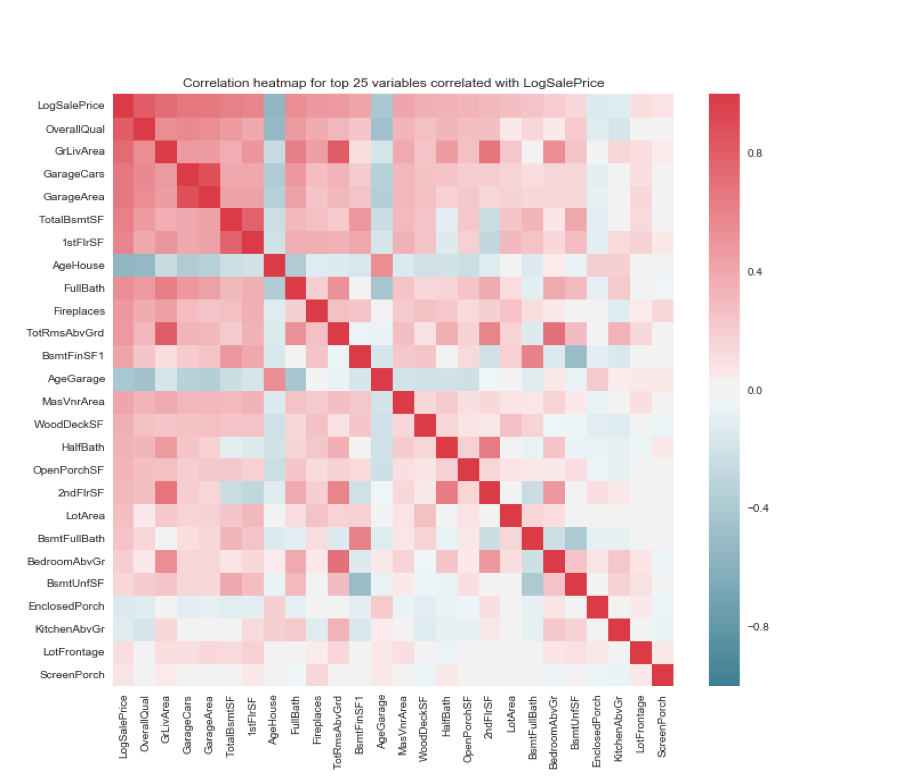 Correlation heatmap for top 25 variables correlated with LogSalePrice
LogSalePrice
OverallQual
GrLivArea
GarageCars
GarageArea
TotalBsmtSF
1stFlrSF
AgeHouse
FullBath
Fireplaces
TotRmsAbvGrd
BsmtFinSF1
AgeGarage
MasVnrArea
WoodDeckSF
HalfBath
OpenPorchSF
2ndFlrSF
LotArea
BsmtFullBath
BedroomAbvGr
BsmtUnfSF
EnclosedPorch
KitchenAbvGr
LotFrontage
ScreenPorch
LogSalePrice
OverallQual
GrLivArea
GarageCars
GarageArea
TotalBsmtSF
1stFlrSF
AgeHouse
FullBath
Fireplaces
TotRmsAbvGrd
BsmtFinSF1
AgeGarage
MasVnrArea
WoodDeckSF
HalfBath
OpenPorchSF
2ndFlrSF
LotArea
BsmtFullBath
BedroomAbvGr
BsmtUnfSF
EnclosedPorch
KitchenAbvGr
LotFrontage
ScreenPorch
0.8
0.4
0.0
−0.4
−0.8